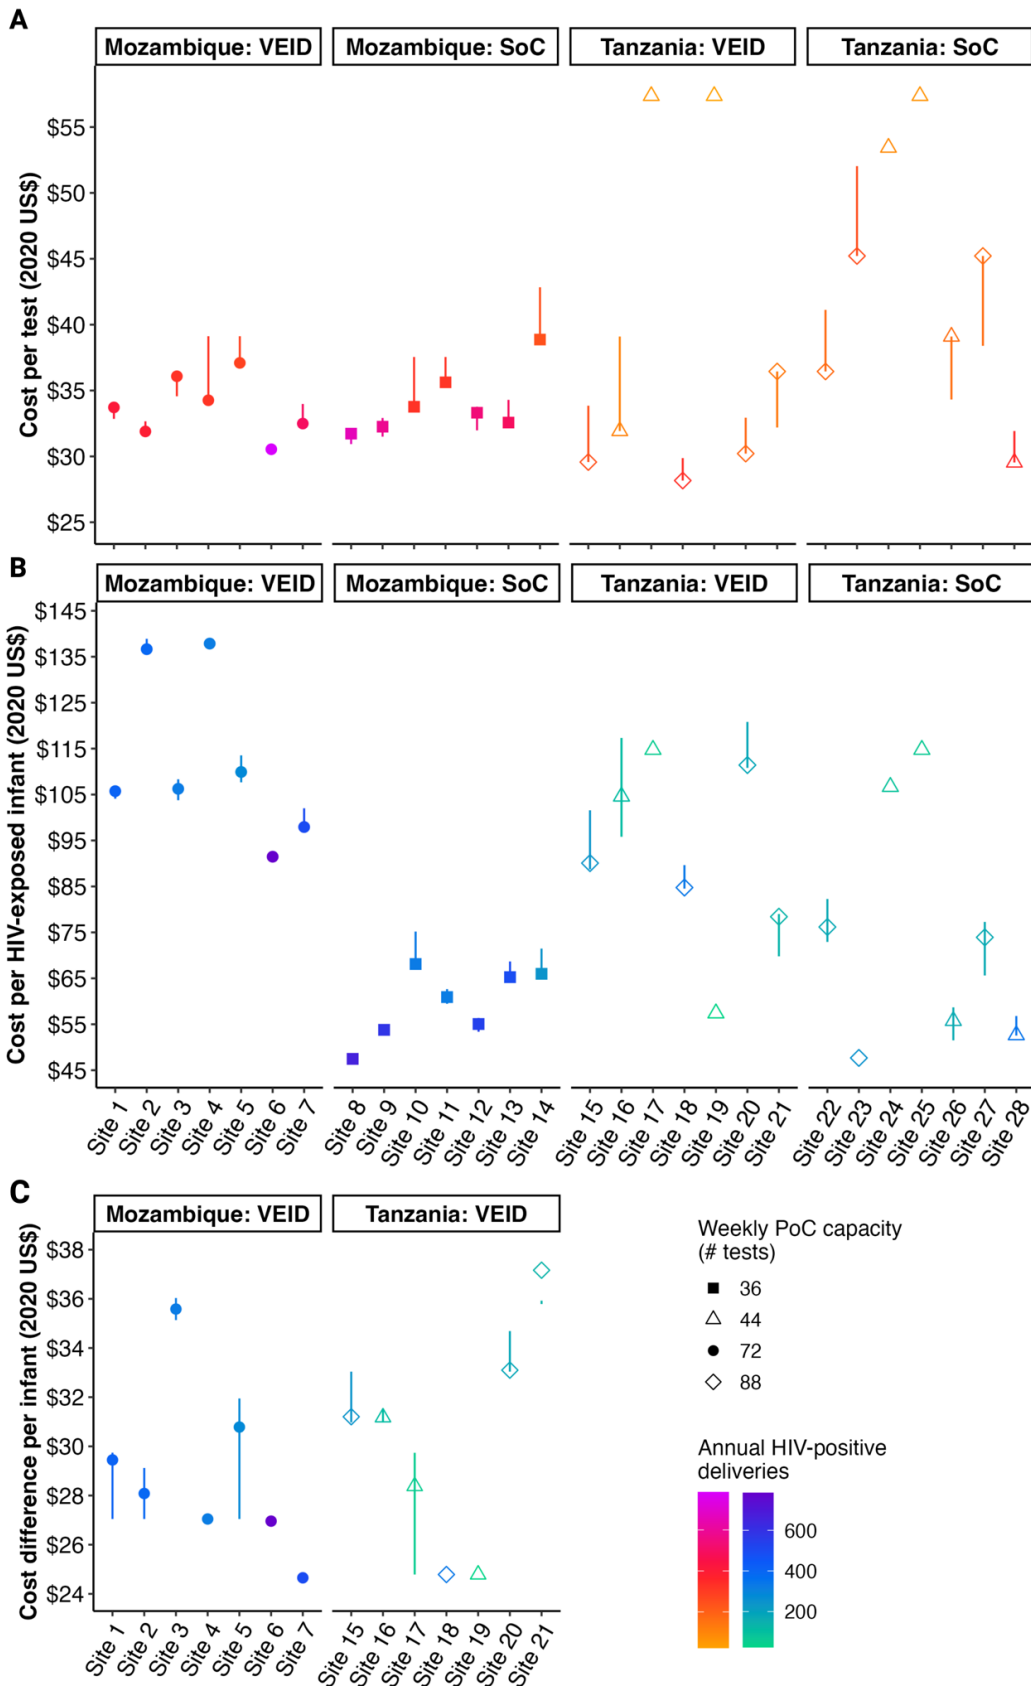 A
Mozambique: VEID
Mozambique: SoC
Tanzania: VEID
Tanzania: SoC
Cost per test (2020 US$)
$55
$50
$45
$40
$35
$30
$25
B
Mozambique: VEID
Mozambique: SoC
Tanzania: VEID
Tanzania: SoC
Cost per HIV-exposed infant (2020 US$)
$145
$135
$125
$115
$105
$95
$85
$75
$65
$55
$45
Site 1
Site 2
Site 3
Site 4
Site 5
Site 6
Site 7
Site 8
Site 9
Site 10
Site 11
Site 12
Site 13
Site 14
Site 15
Site 16
Site 17
Site 18
Site 19
Site 20
Site 21
Site 22
Site 23
Site 24
Site 25
Site 26
Site 27
Site 28
C
Mozambique: VEID
Tanzania: VEID
Cost difference per infant (2020 US$)
$38
$36
$34
$32
$30
$28
$26
$24
Site 1
Site 2
Site 3
Site 4
Site 5
Site 6
Site 7
Site 15
Site 16
Site 17
Site 18
Site 19
Site 20
Site 21
Weekly PoC capacity
(# tests)
36
44
72
88
Annual HIV-positive
deliveries
600
400
200